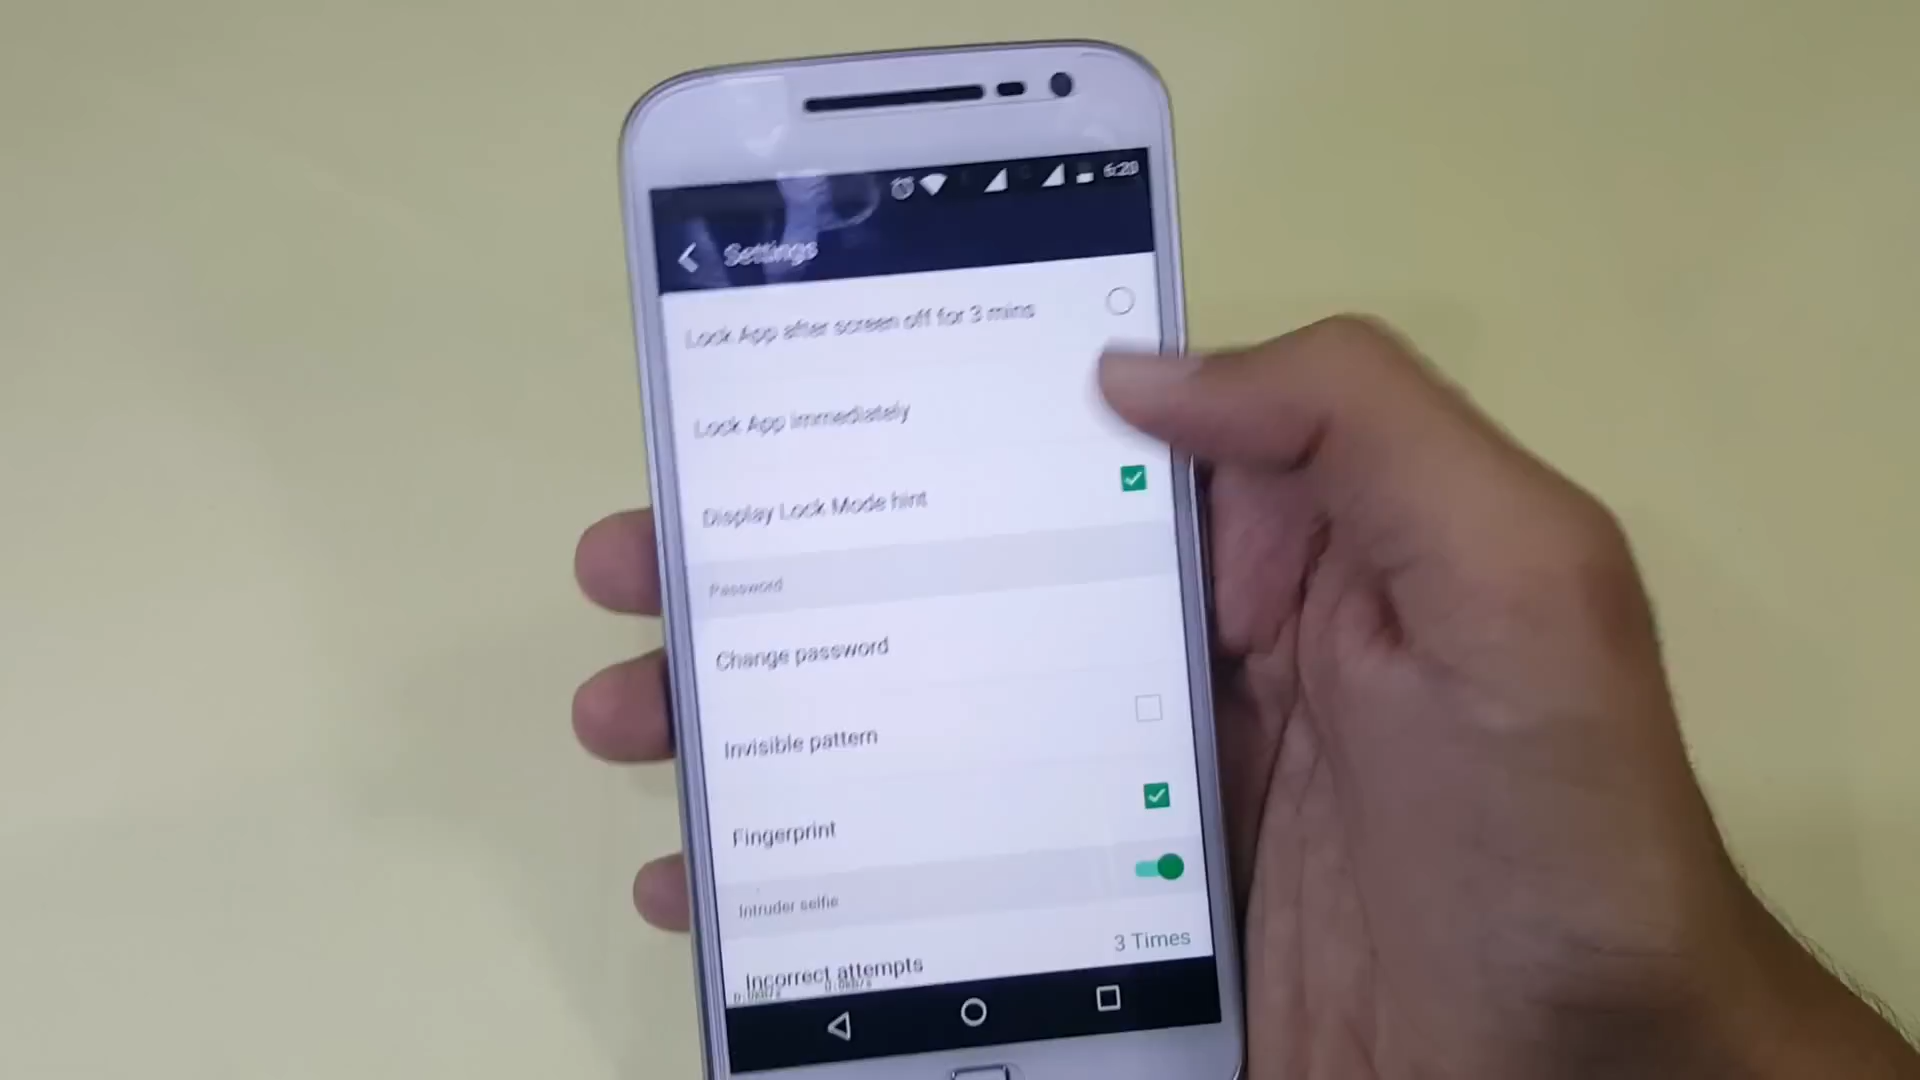 6:20
Settings
Lock App after screen off for 3 mins
Lock App immediately
Display Lock Mode hint
Password
Change password
Invisible pattern
Fingerprint
Intruder selfie
3 Times
Incorrect attempts